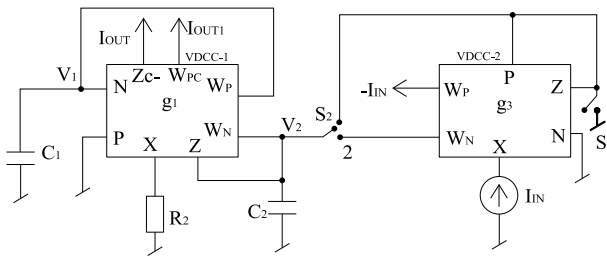 IOUT
IOUT1
VDCC-1
V1
N
Zc-
WPC
WP
g1
P
WN
X
Z
C1
R2
C2
V2
S2
2
-IIN
VDCC-2
P
WP
Z
g3
WN
N
X
S
IIN